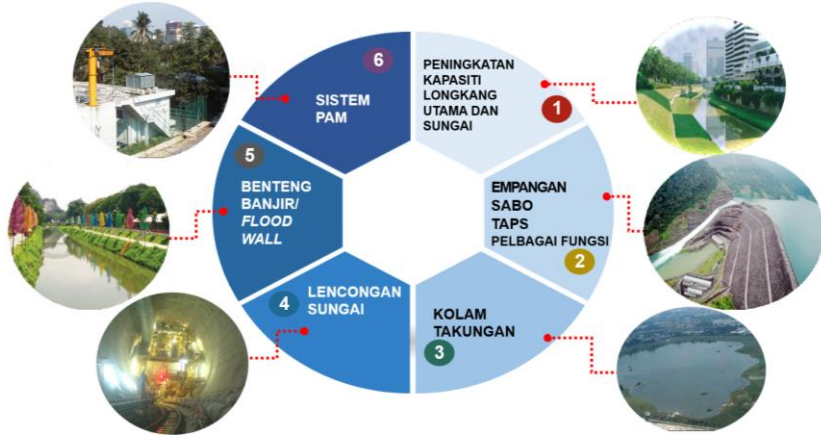 PENINGKATAN
KAPASITI
LONGKANG
UTAMA DAN
SUNGAI
1
EMPANGAN
SABO
TAPS
PELBAGAI FUNGSI
2
KOLAM
TAKUNGAN
3
LENCONGAN
SUNGAI
4
5
BENTENG
BANJIR/
FLOOD
WALL
6
SISTEM
PAM